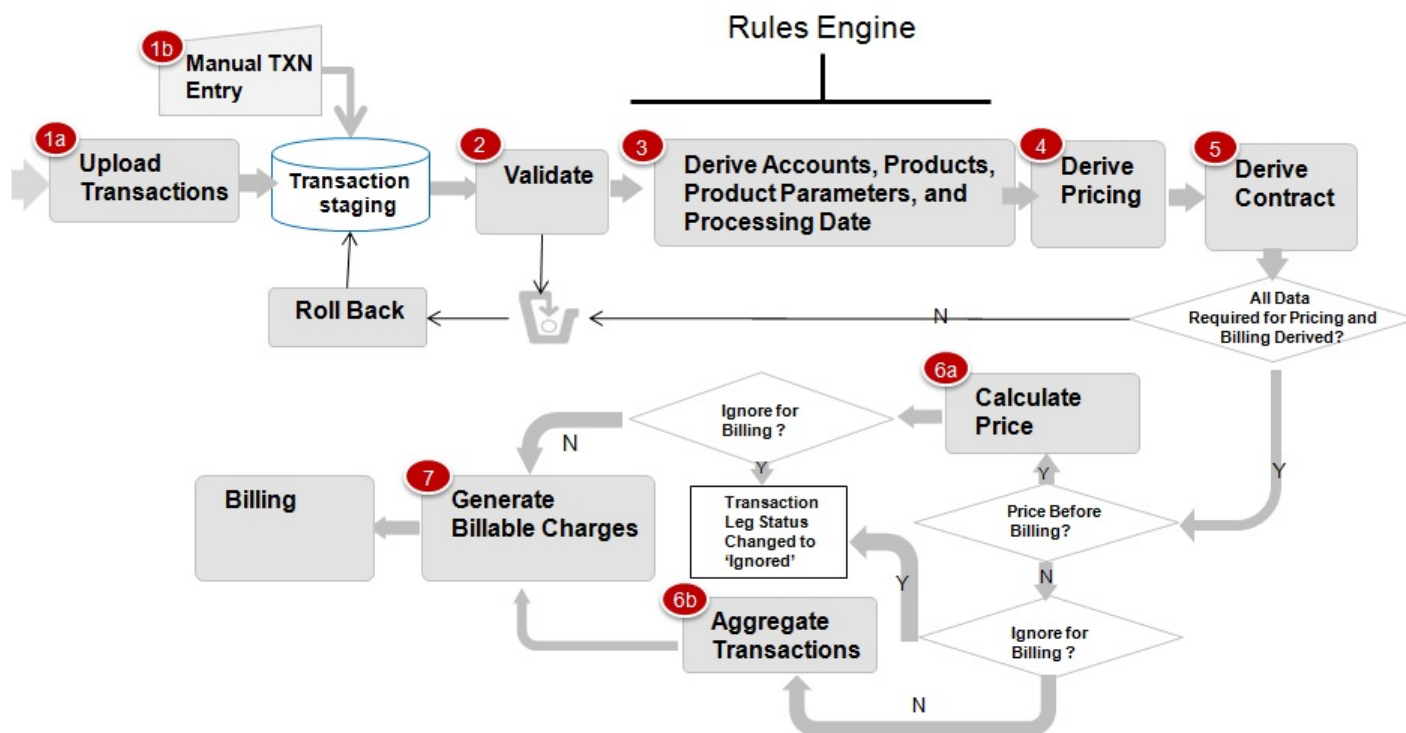 Rules Engine
1b
Manual TXN
Entry
1a
Upload
Transactions
Transaction
staging
2
Validate
3
Derive Accounts, Products,
Product Parameters, and
Processing Date
4
Derive
Pricing
5
Derive
Contract
Roll Back
N
All Data
Required for Pricing and
Billing Derived?
6a
Calculate
Price
Ignore for
Billing ?
N
Y
Y
Y
Billing
7
Generate
Billable Charges
Transaction
Leg Status
Changed to
‘Ignored’
Price Before
Billing?
Y
N
6b
Aggregate
Transactions
Ignore for
Billing ?
N